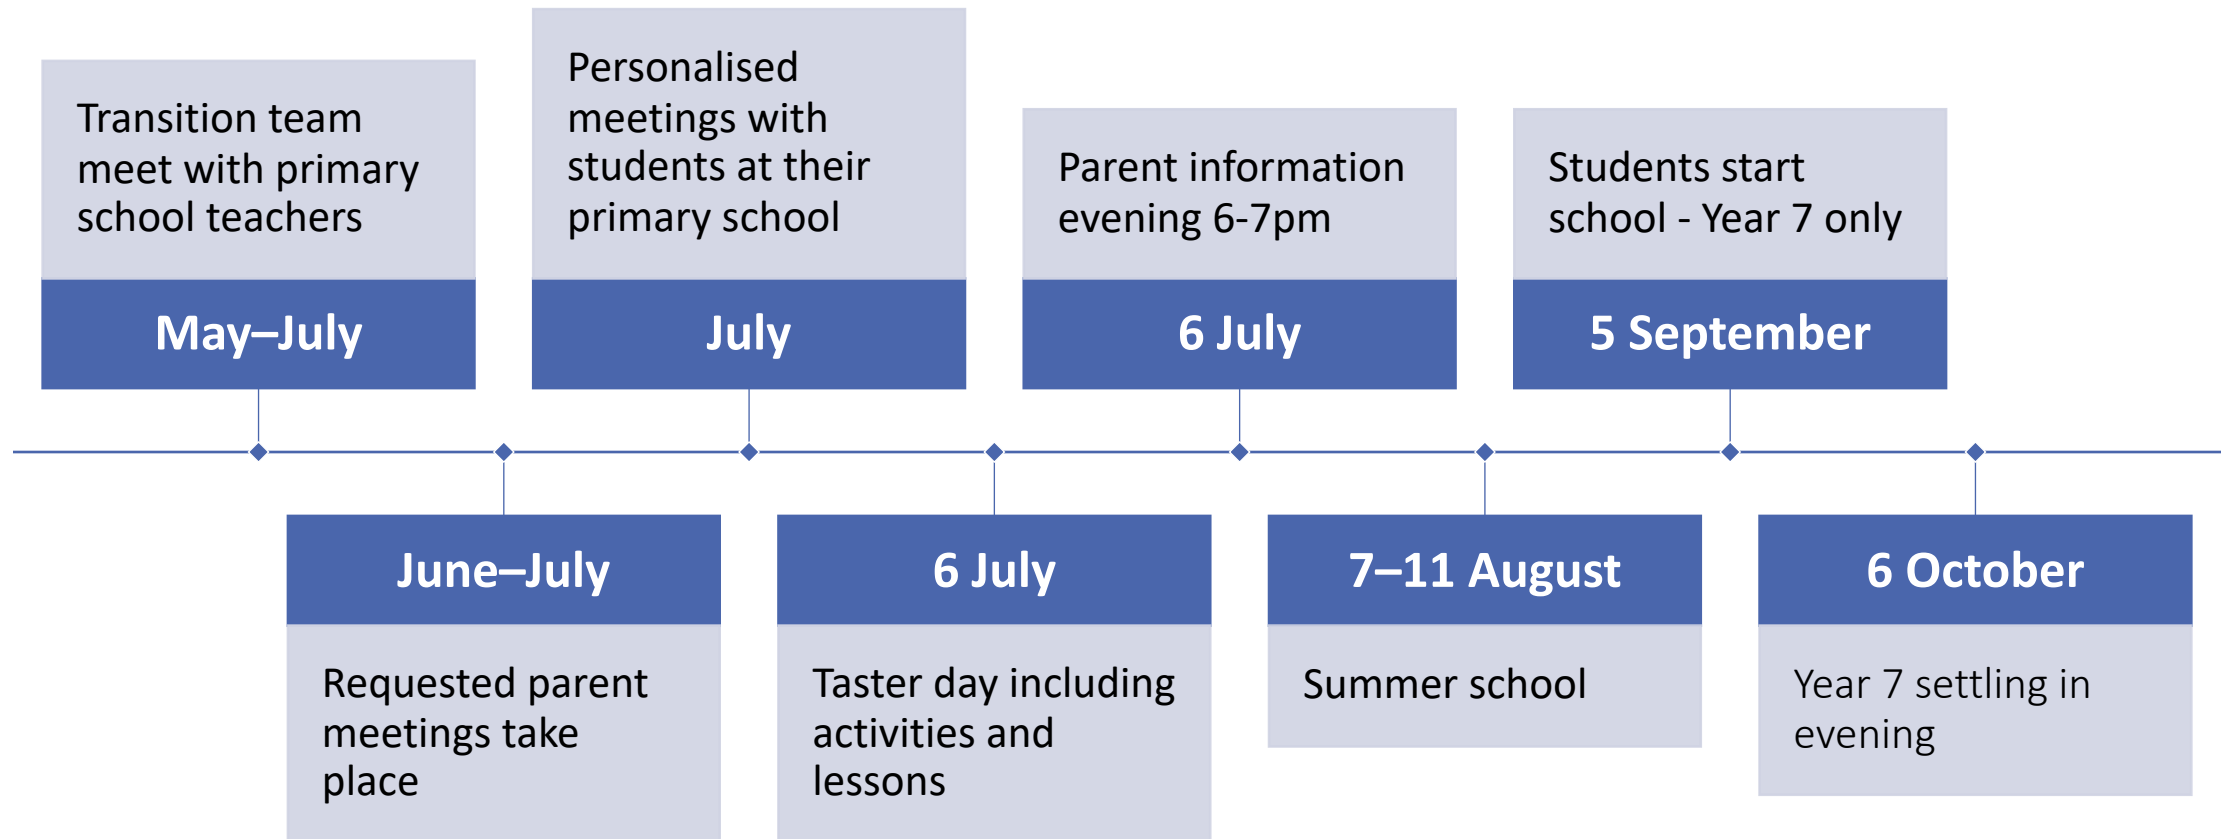 Transition team
meet with primary
school teachers
May–July
Personalised
meetings with
students at their
primary school
July
Parent information
evening 6-7pm
6 July
Students start
school - Year 7 only
5 September
June–July
Requested parent
meetings take
place
6 July
Taster day including
activities and
lessons
7–11 August
Summer school
6 October
Year 7 settling in
evening